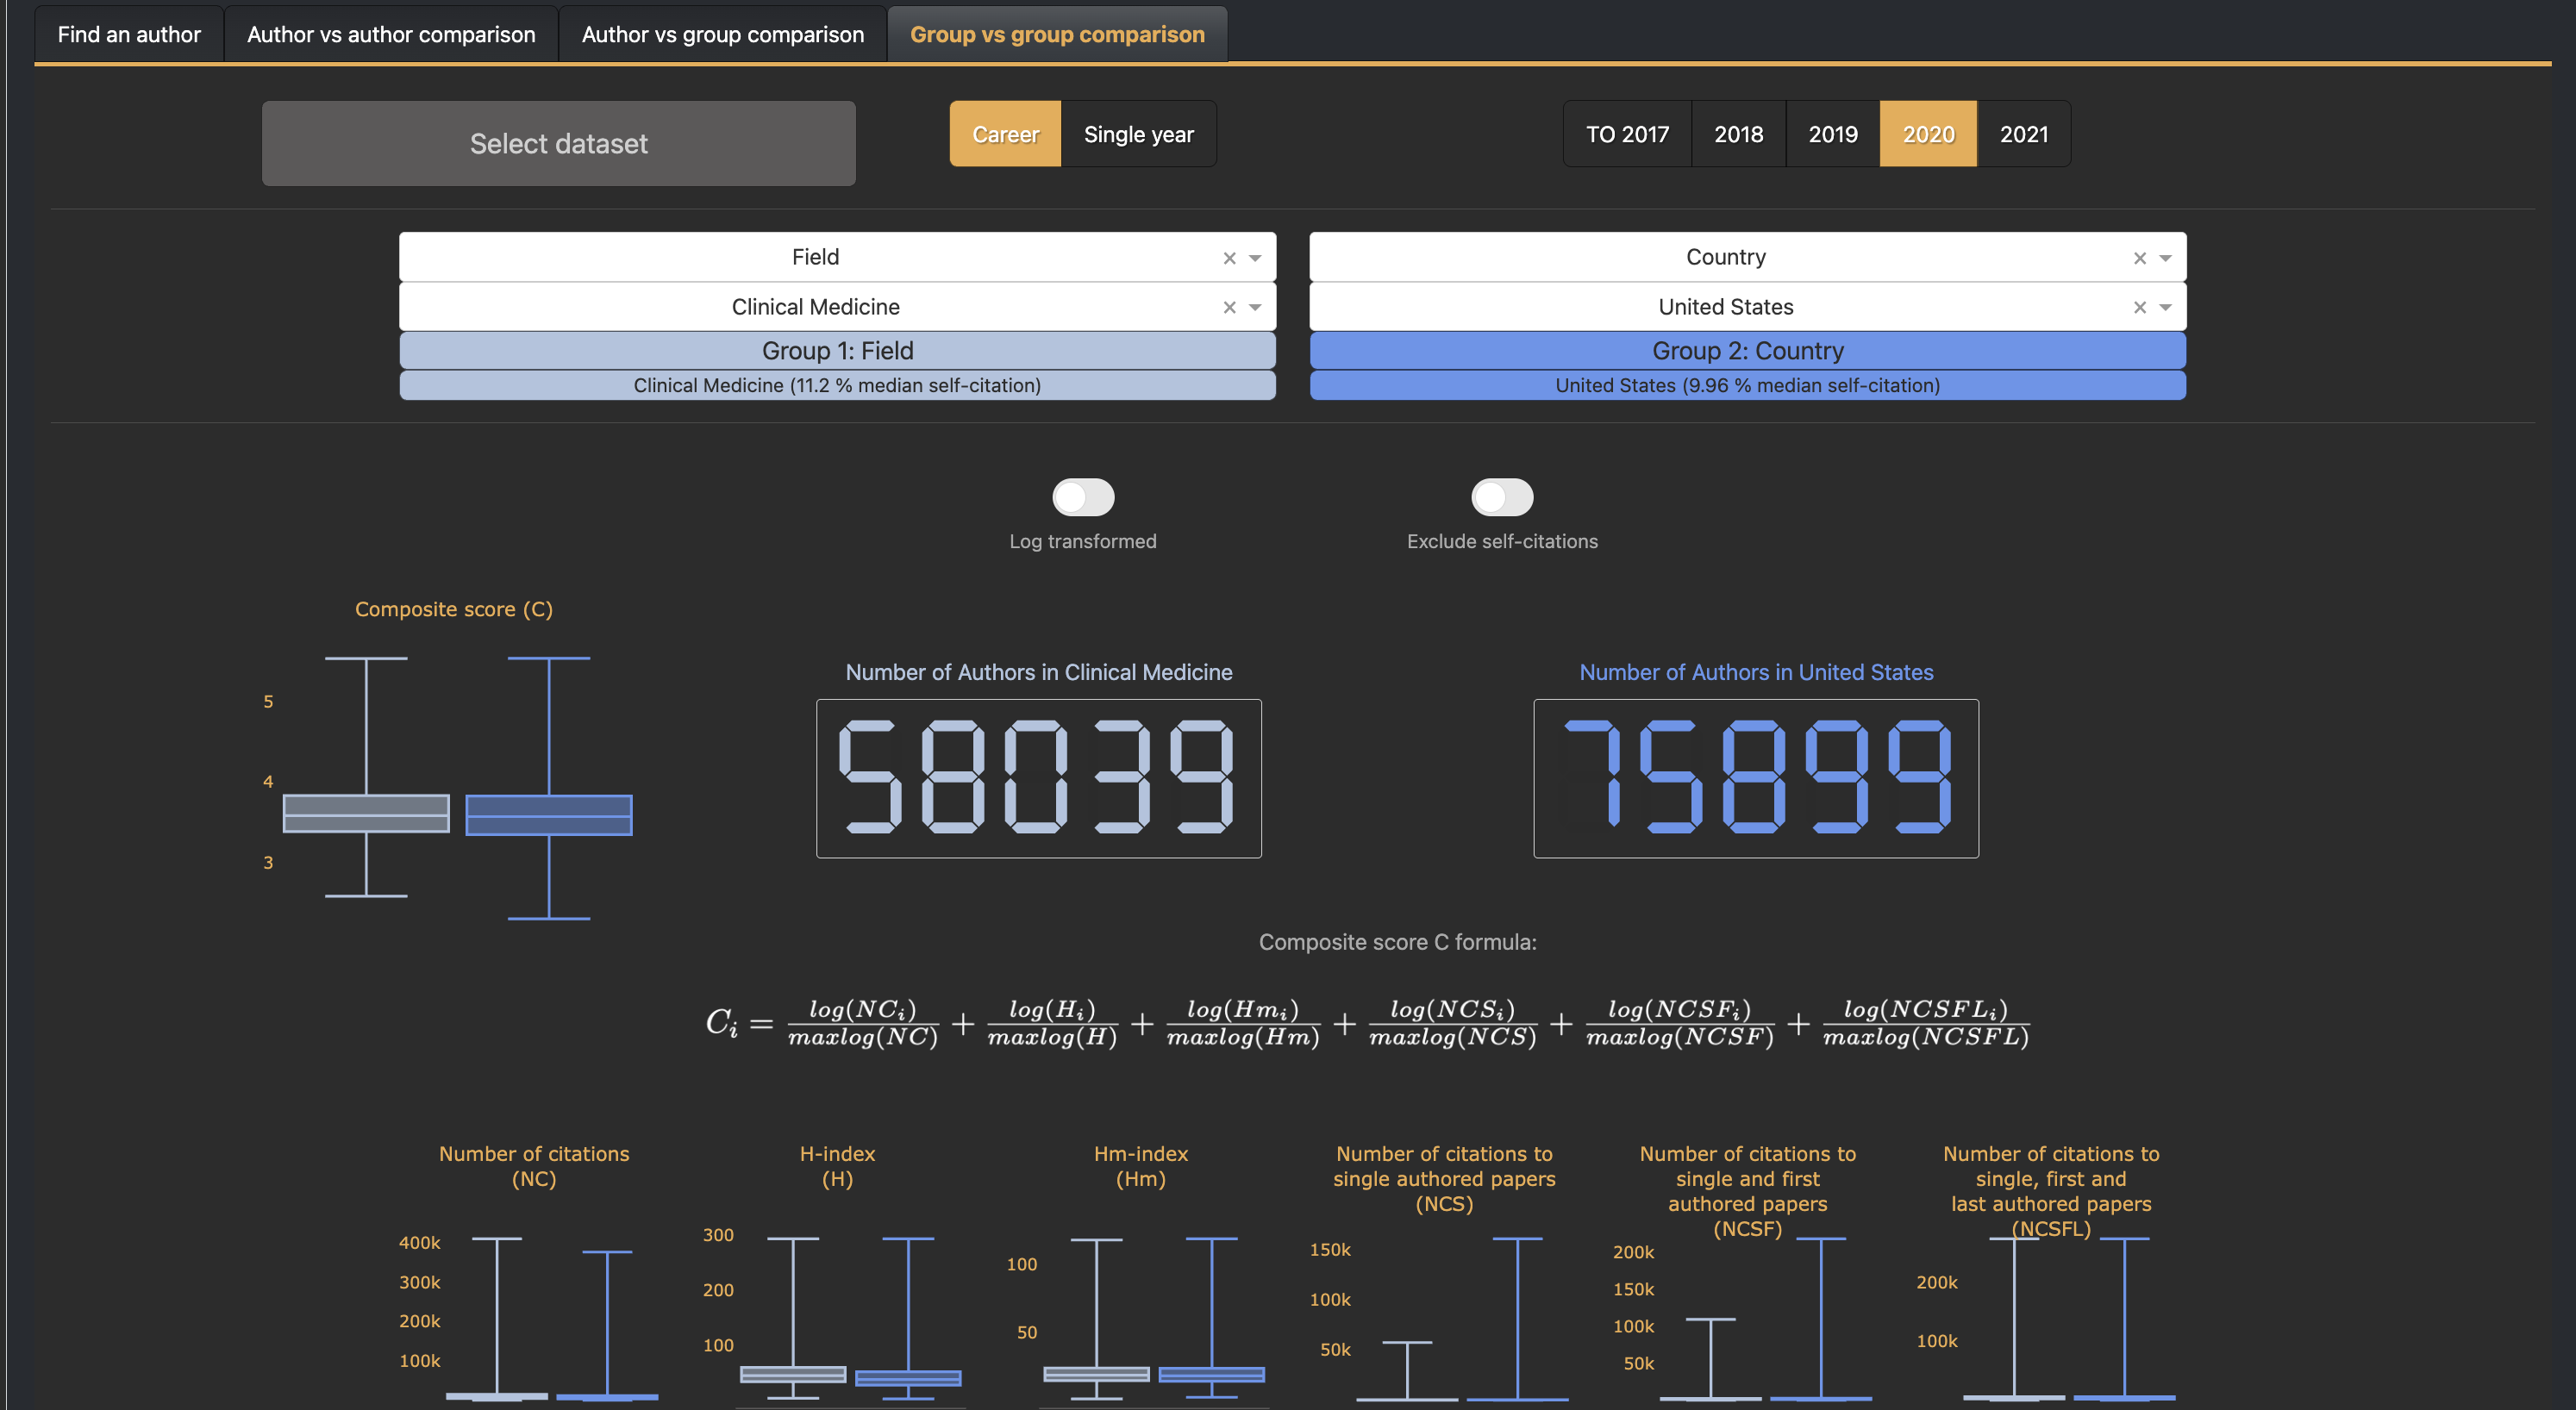 Find an author
Author vs author comparison
Author vs group comparison
Group vs group comparison
Select dataset
Career
Single year
TO 2017
2018
2019
2020
2021
Field
Country
Clinical Medicine
United States
Group 1: Field
Group 2: Country
Clinical Medicine (11.2 % median self-citation)
United States (9.96 % median self-citation)
Log transformed
Exclude self-citations
Composite score (C)
5
4
3
Number of Authors in Clinical Medicine
58039
Number of Authors in United States
75899
Composite score C formula:
C_i = log(NC_i)/maxlog(NC) + log(H_i)/maxlog(H) + log(Hm_i)/maxlog(Hm) + log(NCS_i)/maxlog(NCS) + log(NCSF_i)/maxlog(NCSF) + log(NCSFL_i)/maxlog(NCSFL)
Number of citations
(NC)
400k
300k
200k
100k
H-index
(H)
300
200
100
Hm-index
(Hm)
100
50
Number of citations to
single authored papers
(NCS)
150k
100k
50k
Number of citations to
single and first
authored papers
(NCSF)
200k
150k
100k
50k
Number of citations to
single, first and
last authored papers
(NCSFL)
200k
100k